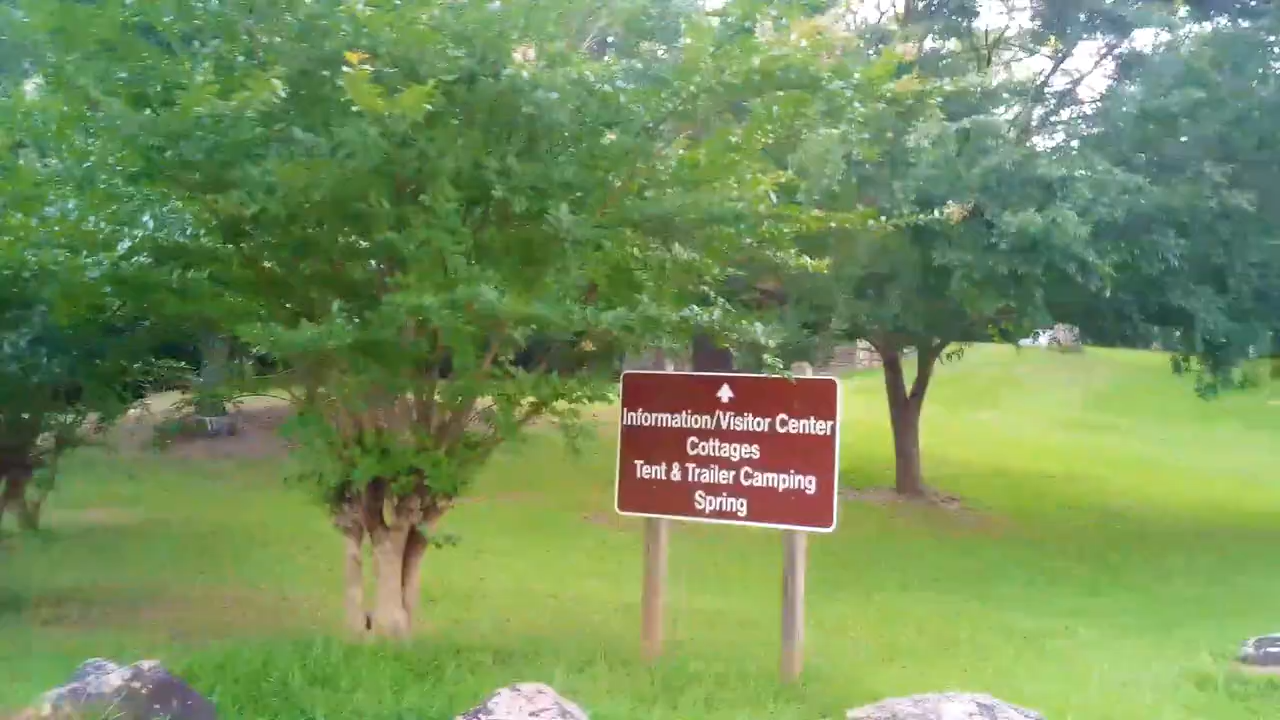 Information/Visitor Center
Cottages
Tent & Trailer Camping
Spring